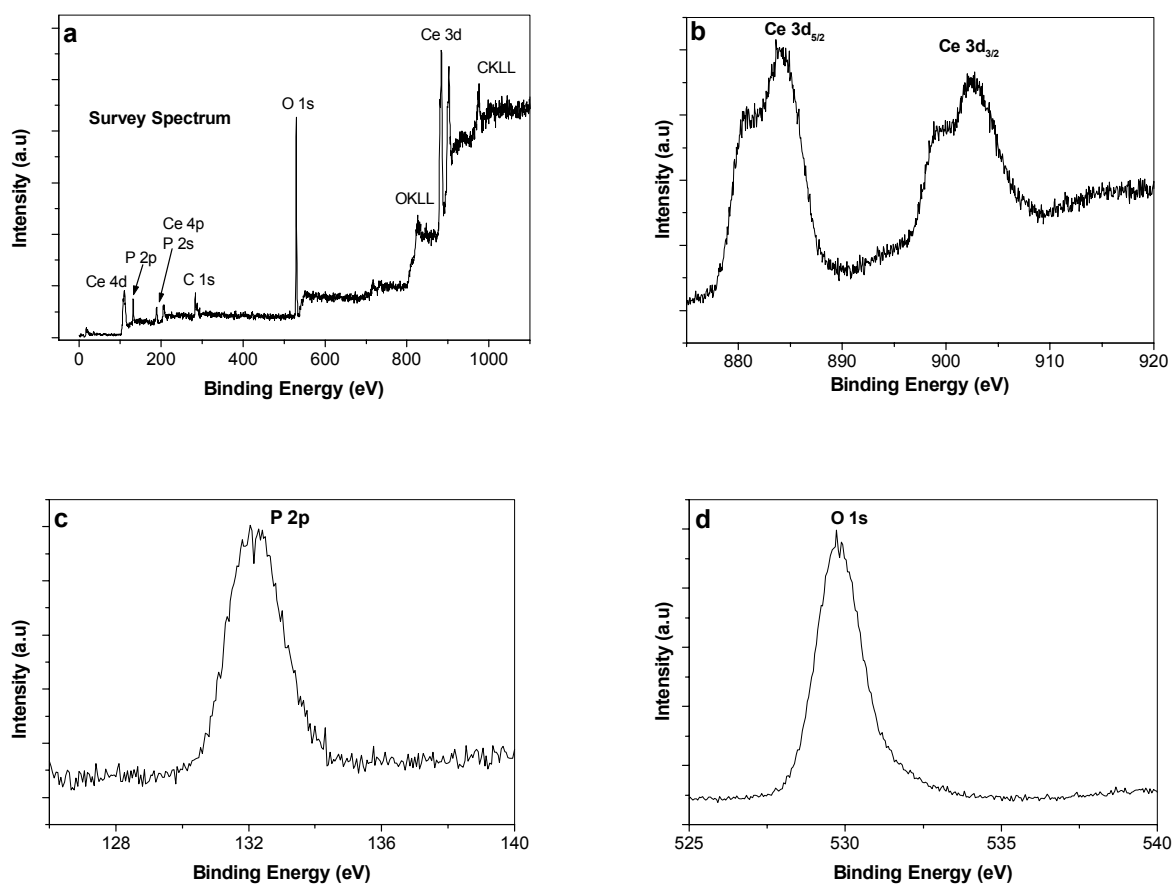 a
Survey Spectrum
Ce 4d
P 2p
Ce 4p
P 2s
C 1s
O 1s
OKLL
Ce 3d
CKLL
Intensity (a.u)
0 200 400 600 800 1000
Binding Energy (eV)
b
Ce 3d5/2
Ce 3d3/2
Intensity (a.u)
880 890 900 910 920
Binding Energy (eV)
c
P 2p
Intensity (a.u)
128 132 136 140
Binding Energy (eV)
d
O 1s
Intensity (a.u)
525 530 535 540
Binding Energy (eV)